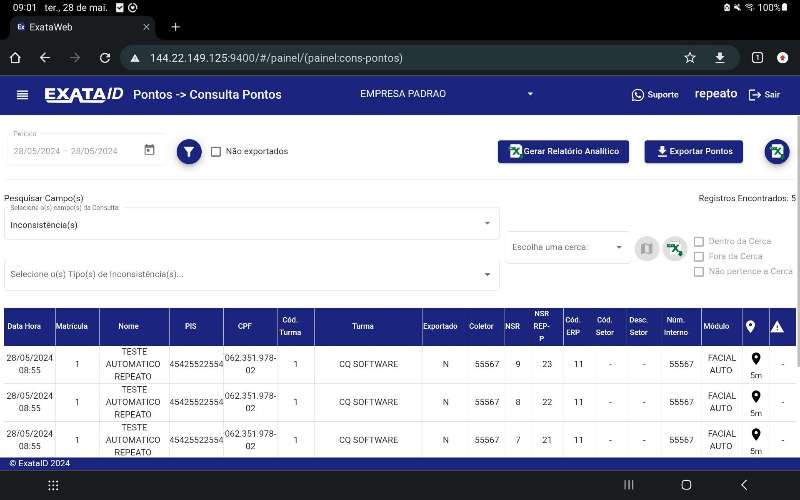 09:01 ter., 28 de mai. 100%
Ex ExataWeb
144.22.149.125:9400/#/painel/(painel:cons-pontos) 1
EXATAID Pontos -> Consulta Pontos EMPRESA PADRAO Suporte repeato Sair
Período
28/05/2024 – 28/05/2024 Não exportados Gerar Relatório Analítico Exportar Pontos
Pesquisar Campo(s) Registros Encontrados: 5
Selecione o(s) campo(s) da Consulta
Inconsistência(s)
Escolha uma cerca: Dentro da Cerca
Fora da Cerca
Não pertence a Cerca
Selecione o(s) Tipo(s) de Inconsistência(s)...
Data Hora Matrícula Nome PIS CPF Cód. Turma Turma Exportado Coletor NSR NSR REP-P Cód. ERP Cód. Setor Desc. Setor Núm. Interno Módulo
28/05/2024 08:55 1 TESTE AUTOMATICO REPEATO 45425522554 062.351.978-02 1 CQ SOFTWARE N 55567 9 23 11 - - 55567 FACIAL AUTO 5m -
28/05/2024 08:55 1 TESTE AUTOMATICO REPEATO 45425522554 062.351.978-02 1 CQ SOFTWARE N 55567 8 22 11 - - 55567 FACIAL AUTO 5m -
28/05/2024 08:55 1 TESTE AUTOMATICO REPEATO 45425522554 062.351.978-02 1 CQ SOFTWARE N 55567 7 21 11 - - 55567 FACIAL AUTO 5m -
© ExataID 2024